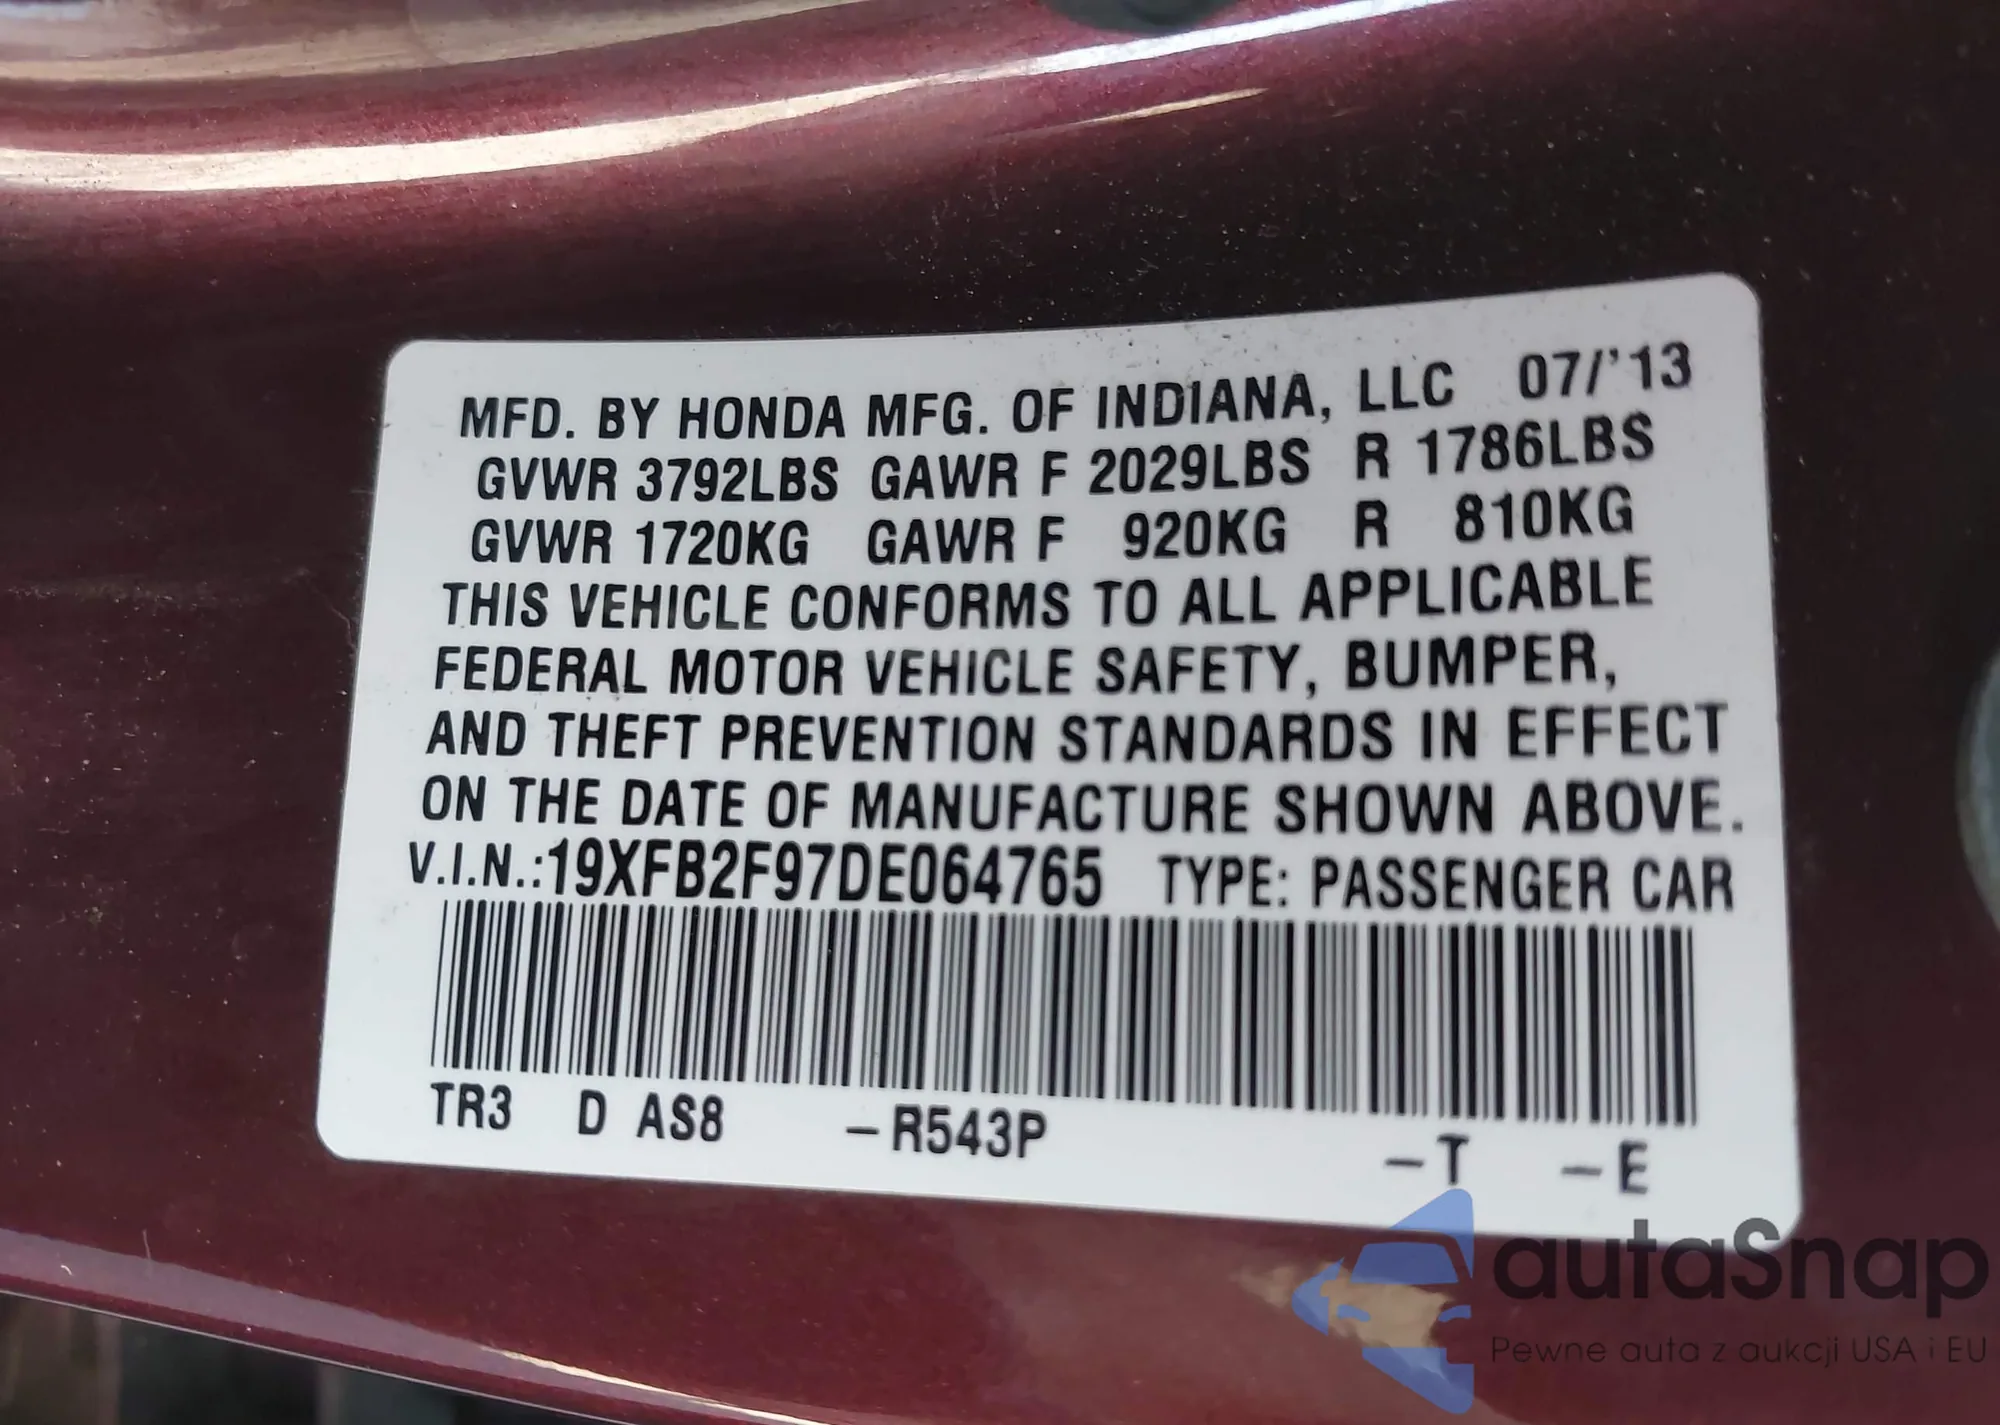 MFD. BY HONDA MFG. OF INDIANA, LLC 07/'13
GVWR 3792LBS GAWR F 2029LBS R 1786LBS
GVWR 1720KG GAWR F 920KG R 810KG
THIS VEHICLE CONFORMS TO ALL APPLICABLE
FEDERAL MOTOR VEHICLE SAFETY, BUMPER,
AND THEFT PREVENTION STANDARDS IN EFFECT
ON THE DATE OF MANUFACTURE SHOWN ABOVE.
V.I.N.:19XFB2F97DE064765 TYPE: PASSENGER CAR
TR3 D AS8 –R543P –T –E
autaSnap
Pewne auta z aukcji USA i EU